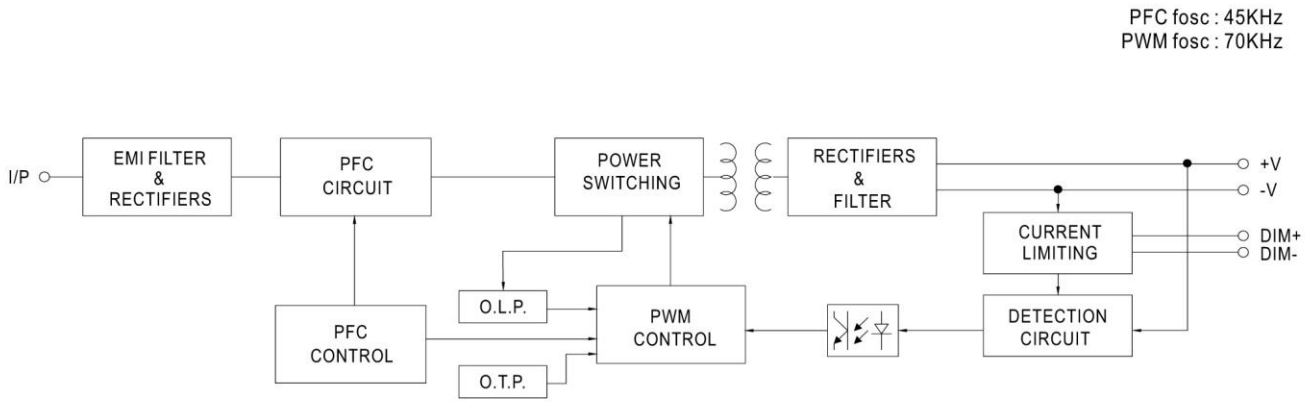 PFC fosc : 45KHz
PWM fosc : 70KHz
I/P
EMI FILTER
&
RECTIFIERS
PFC
CIRCUIT
POWER
SWITCHING
RECTIFIERS
&
FILTER
+V
-V
CURRENT
LIMITING
DIM+
DIM-
O.L.P.
PFC
CONTROL
PWM
CONTROL
DETECTION
CIRCUIT
O.T.P.